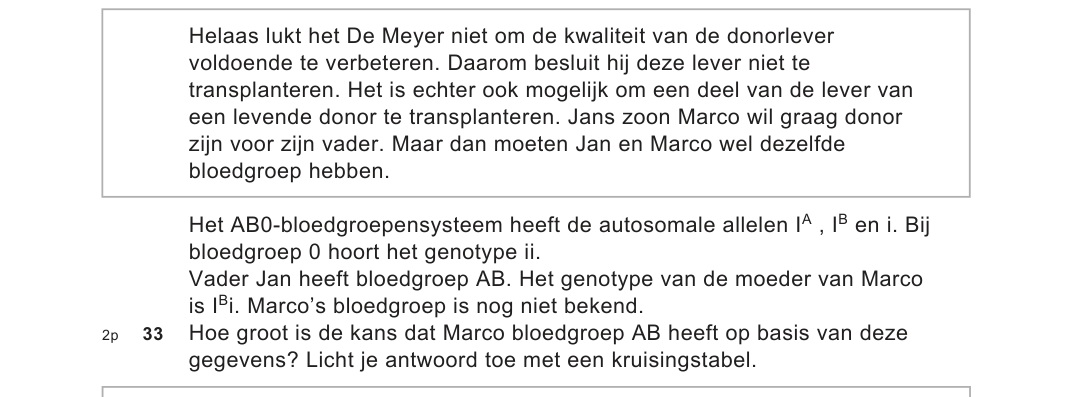 Helaas lukt het De Meyer niet om de kwaliteit van de donorlever
voldoende te verbeteren. Daarom besluit hij deze lever niet te
transplanteren. Het is echter ook mogelijk om een deel van de lever van
een levende donor te transplanteren. Jans zoon Marco wil graag donor
zijn voor zijn vader. Maar dan moeten Jan en Marco wel dezelfde
bloedgroep hebben.
Het AB0-bloedgroepensysteem heeft de autosomale allelen Iᴬ , Iᴮ en i. Bij
bloedgroep 0 hoort het genotype ii.
Vader Jan heeft bloedgroep AB. Het genotype van de moeder van Marco
is Iᴮi. Marco’s bloedgroep is nog niet bekend.
2p 33 Hoe groot is de kans dat Marco bloedgroep AB heeft op basis van deze
gegevens? Licht je antwoord toe met een kruisingstabel.